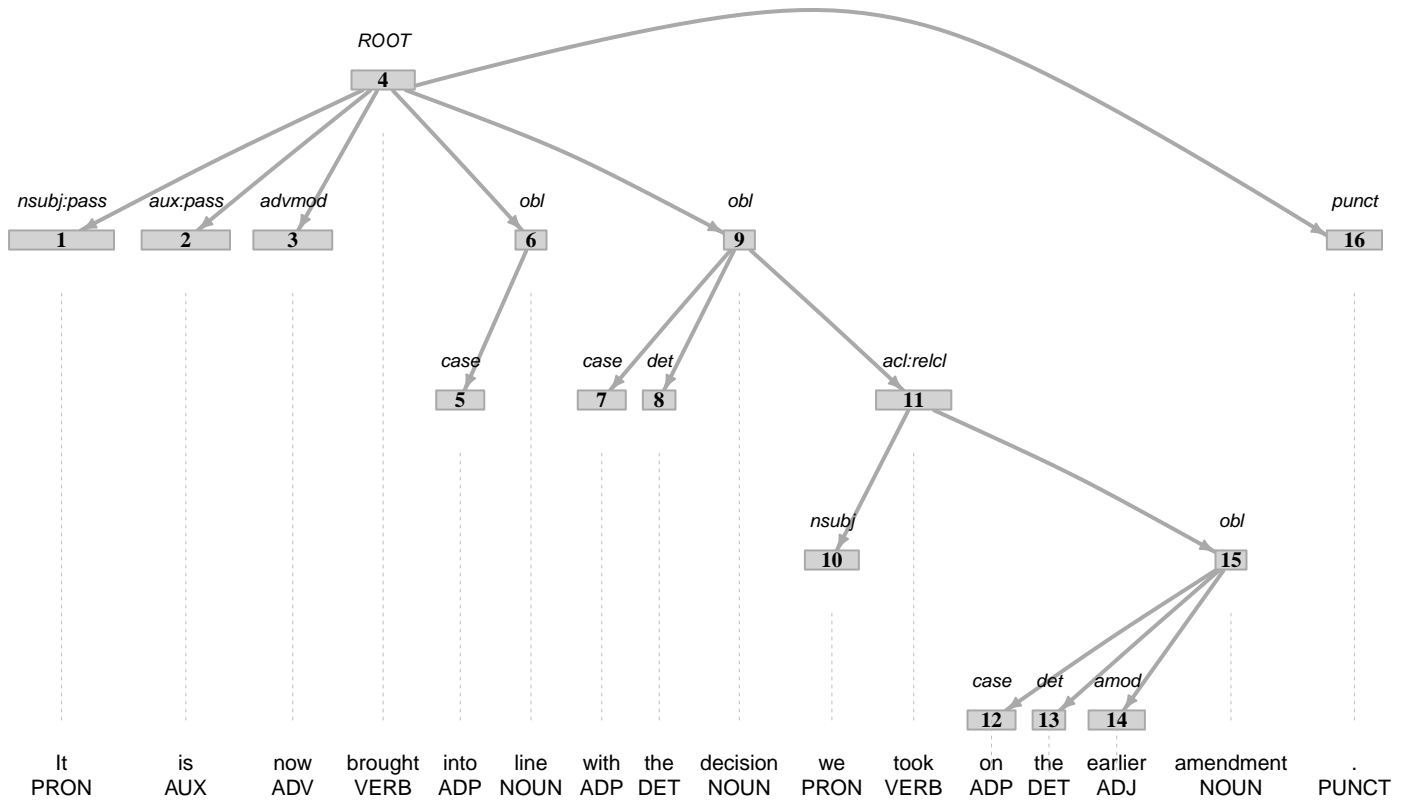 ROOT
4
nsubj:pass aux:pass advmod obl obl punct
1 2 3 6 9 16
case case det acl:relcl
5 7 8 11
nsubj obl
10 15
case det amod
12 13 14
It is now brought into line with the decision we took on the earlier amendment .
PRON AUX ADV VERB ADP NOUN ADP DET NOUN PRON VERB ADP DET ADJ NOUN PUNCT